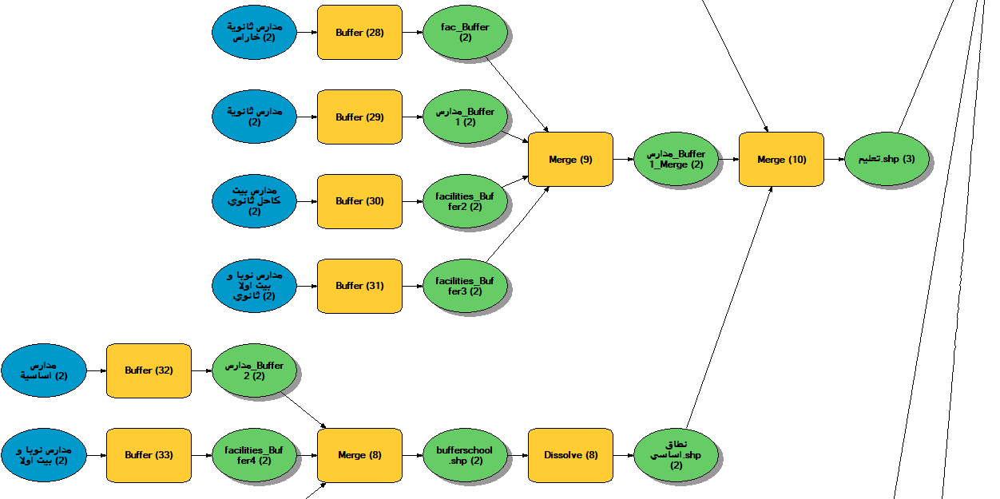 مدارس ثانوية
خاراس (2)
Buffer (28)
fac_Buffer
(2)
مدارس ثانوية
(2)
Buffer (29)
مدارس_Buffer
1 (2)
Merge (9)
مدارس_Buffer
1_Merge (2)
Merge (10)
تعليم.shp (3)
مدارس بيت
كاحل ثانوي
(2)
Buffer (30)
facilities_Buf
fer2 (2)
مدارس نوبا و
بيت اولا
ثانوي (2)
Buffer (31)
facilities_Buf
fer3 (2)
مدارس
اساسية (2)
Buffer (32)
مدارس_Buffer
2 (2)
مدارس نوبا و
بيت اولا (2)
Buffer (33)
facilities_Buf
fer4 (2)
Merge (8)
bufferschool
.shp (2)
Dissolve (8)
نطاق
اساسي.shp
(2)